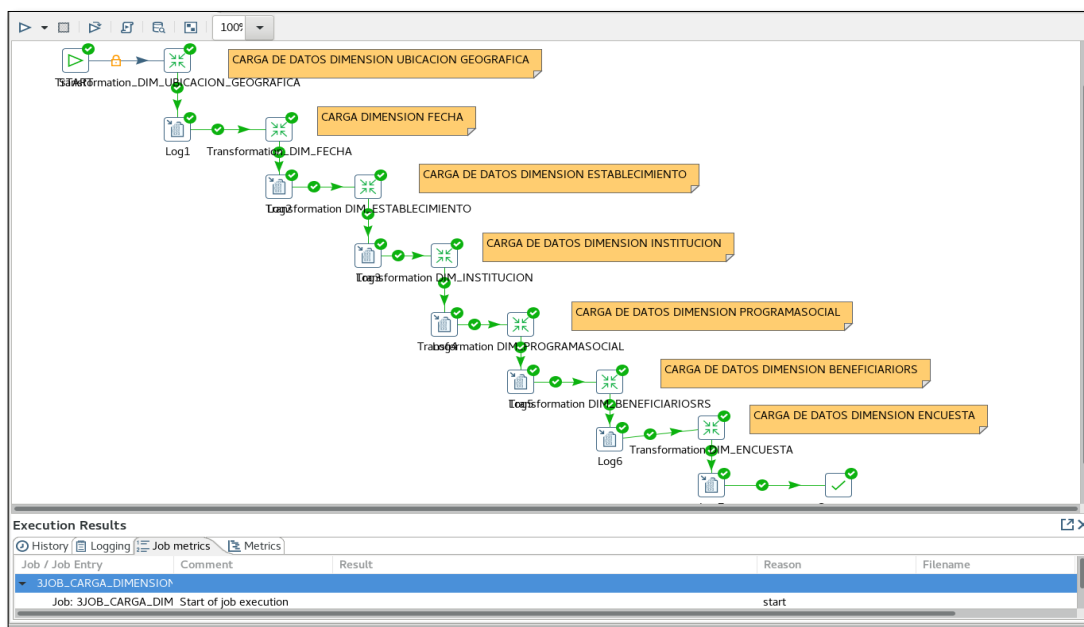 100%
CARGA DE DATOS DIMENSION UBICACION GEOGRAFICA
START
Transformation_DIM_UBICACION_GEOGRAFICA
CARGA DIMENSION FECHA
Log1
Transformation_DIM_FECHA
CARGA DE DATOS DIMENSION ESTABLECIMIENTO
Log2
Transformation DIM_ESTABLECIMIENTO
CARGA DE DATOS DIMENSION INSTITUCION
Log3
Transformation DIM_INSTITUCION
CARGA DE DATOS DIMENSION PROGRAMASOCIAL
Transformation DIM_PROGRAMASOCIAL
CARGA DE DATOS DIMENSION BENEFICIARIORS
Log5
Transformation DIM_BENEFICIARIOSRS
CARGA DE DATOS DIMENSION ENCUESTA
Log6
Transformation DIM_ENCUESTA
Execution Results
History Logging Job metrics Metrics
Job / Job Entry Comment Result Reason Filename
3JOB_CARGA_DIMENSION
Job: 3JOB_CARGA_DIM Start of job execution start